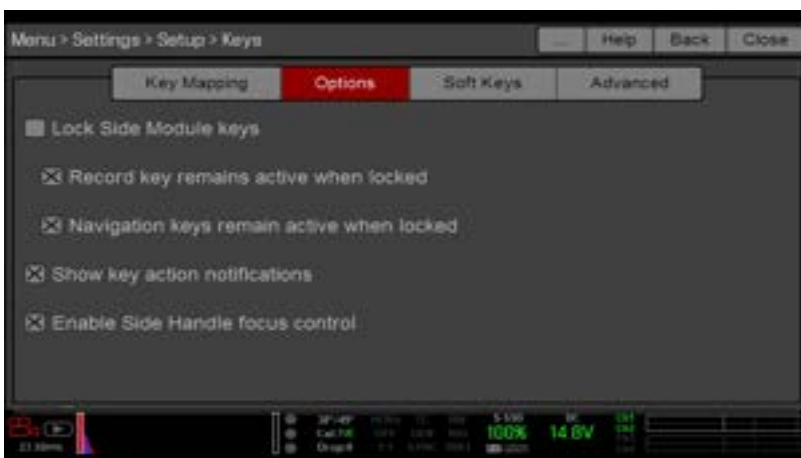 Menu > Settings > Setup > Keys
... Help Back Close
Key Mapping Options Soft Keys Advanced
Lock Side Module keys
Record key remains active when locked
Navigation keys remain active when locked
Show key action notifications
Enable Side Handle focus control
100% 14.8V